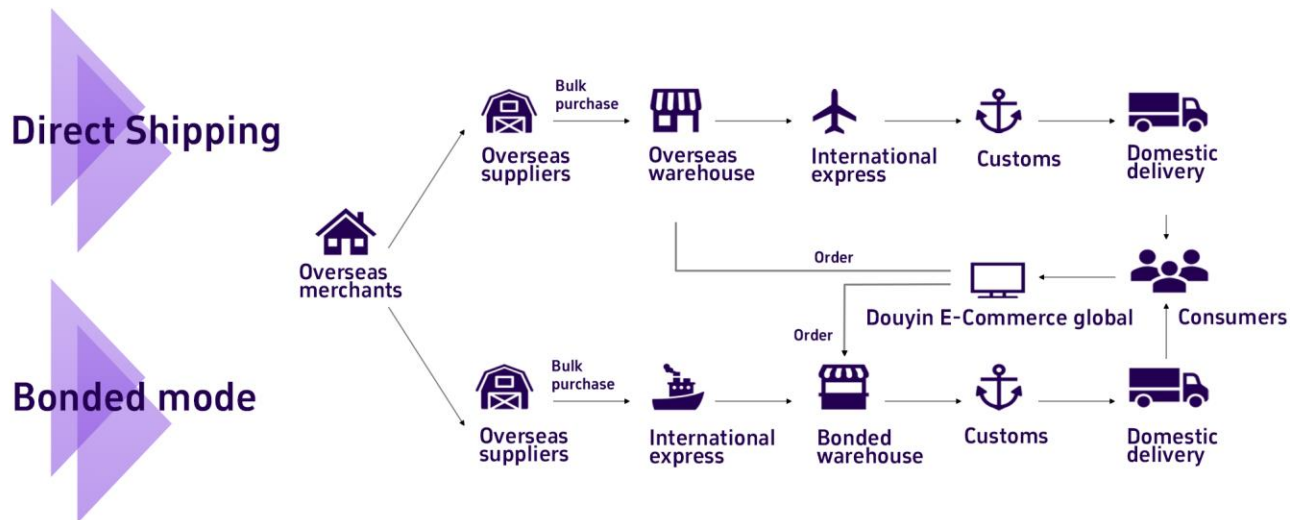 Direct Shipping
Bulk
purchase
Overseas
suppliers
Overseas
warehouse
International
express
Customs
Domestic
delivery
Overseas
merchants
Order
Douyin E-Commerce global
Consumers
Order
Bonded mode
Bulk
purchase
Overseas
suppliers
International
express
Bonded
warehouse
Customs
Domestic
delivery